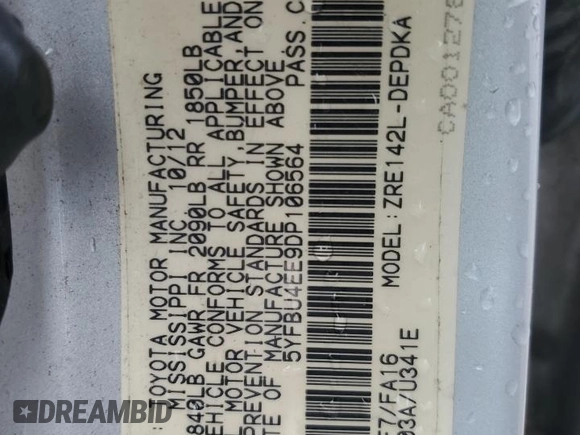 TOYOTA MOTOR MANUFACTURING
MISSISSIPPI INC 10/12
840LB GAWR FR 2090LB RR 1850LB
VEHICLE CONFORMS TO ALL APPLICABLE
MOTOR VEHICLE SAFETY, BUMPER, AND
PREVENTION STANDARDS IN EFFECT ON
OF MANUFACTURE SHOWN ABOVE
5YFBU4EE9DP106564 PASS.
MODEL: ZRE142L-DEPDKA
F7/FA16
03A/U341E
DREAMBID